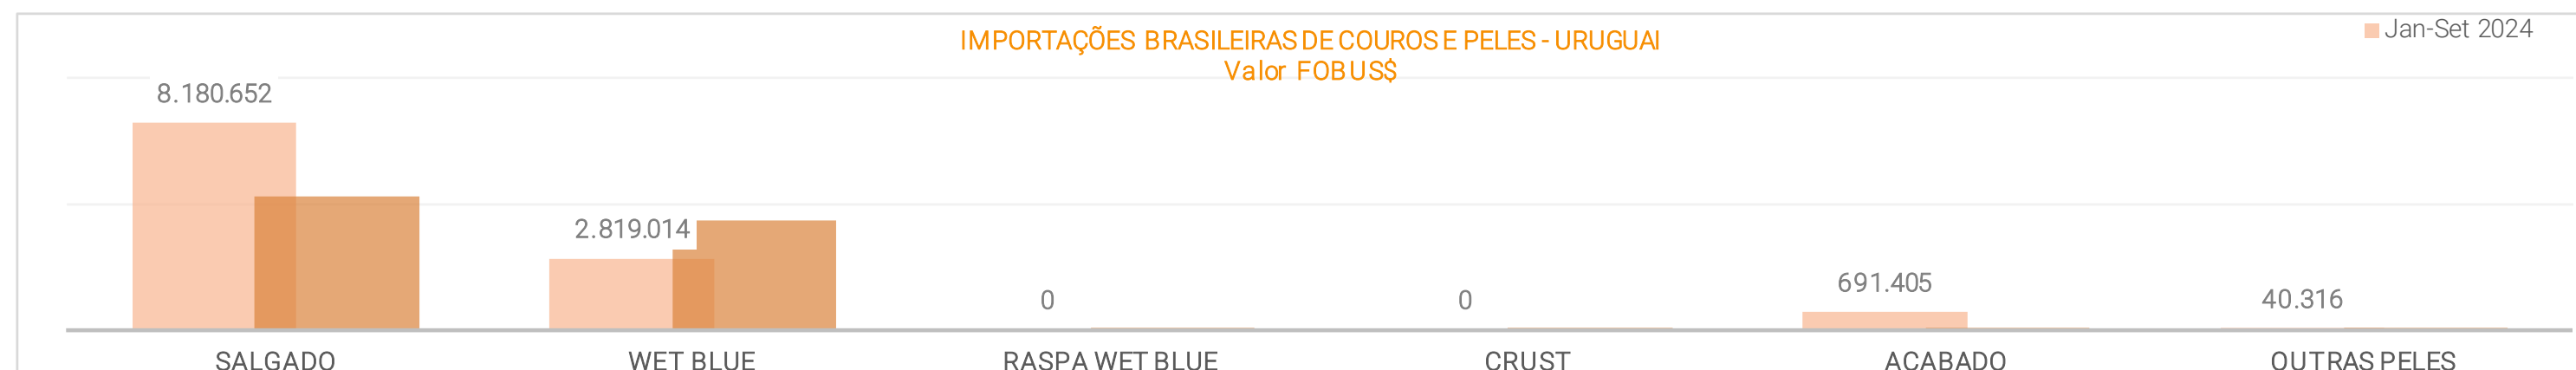 IMPORTAÇÕES BRASILEIRAS DE COUROS E PELES - URUGUAI
Valor FOB US$
Jan-Set 2024
8.180.652
2.819.014
0
0
691.405
40.316
SALGADO
WET BLUE
RASPA WET BLUE
CRUST
ACABADO
OUTRAS PELES